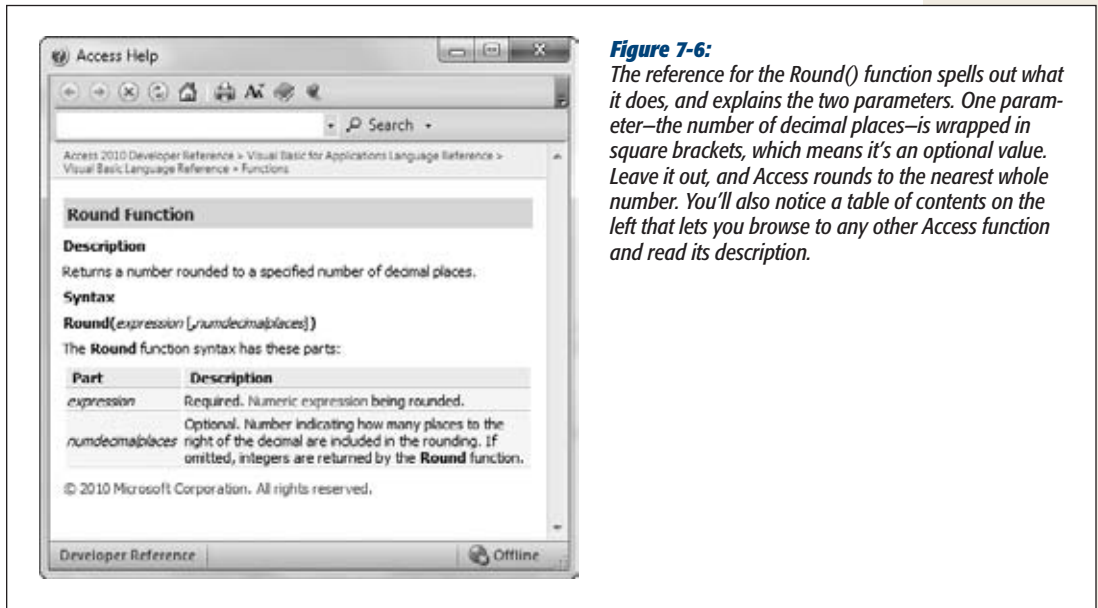 Access Help
Search
Access 2010 Developer Reference > Visual Basic for Applications Language Reference >
Visual Basic Language Reference > Functions
Round Function
Description
Returns a number rounded to a specified number of decimal places.
Syntax
Round(expression [,numdecimalplaces])
The Round function syntax has these parts:
Part Description
expression Required. Numeric expression being rounded.
Optional. Number indicating how many places to the
numdecimalplaces right of the decimal are included in the rounding. If
omitted, integers are returned by the Round function.
© 2010 Microsoft Corporation. All rights reserved.
Developer Reference
Offline
Figure 7-6:
The reference for the Round() function spells out what
it does, and explains the two parameters. One param-
eter—the number of decimal places—is wrapped in
square brackets, which means it's an optional value.
Leave it out, and Access rounds to the nearest whole
number. You'll also notice a table of contents on the
left that lets you browse to any other Access function
and read its description.